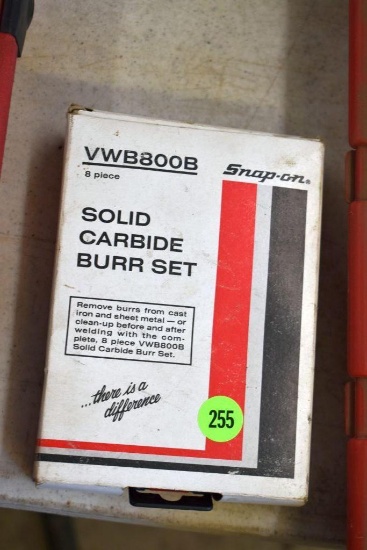 VWB800B
8 piece
Snap-on®
SOLID
CARBIDE
BURR SET
Remove burrs from cast
iron and sheet metal — or
clean-up before and after
welding with the com-
plete, 8 piece VWB800B
Solid Carbide Burr Set.
...there is a
difference
255